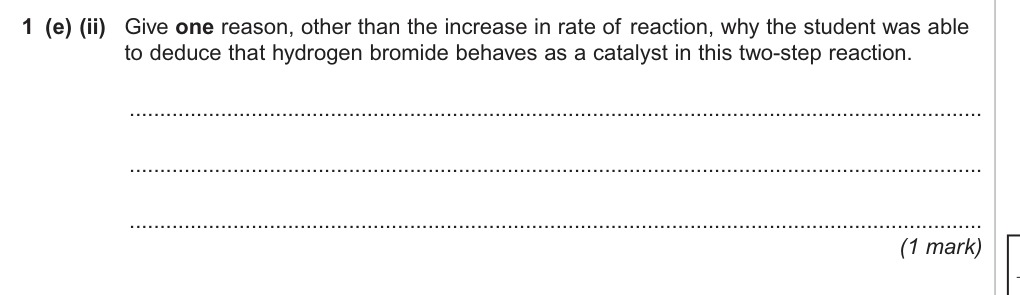 1 (e) (ii) Give one reason, other than the increase in rate of reaction, why the student was able
to deduce that hydrogen bromide behaves as a catalyst in this two-step reaction.
(1 mark)